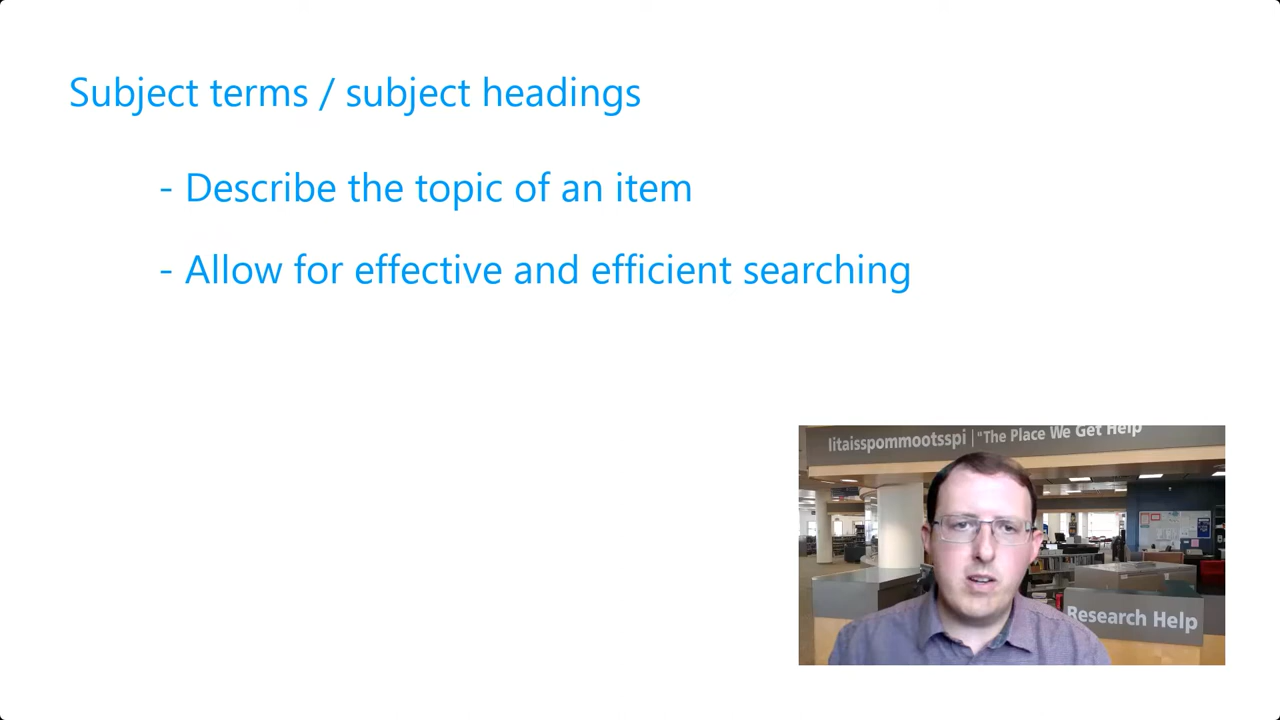 Subject terms / subject headings
- Describe the topic of an item
- Allow for effective and efficient searching
litaisspommootsspi | "The Place We Get Help
Research Help